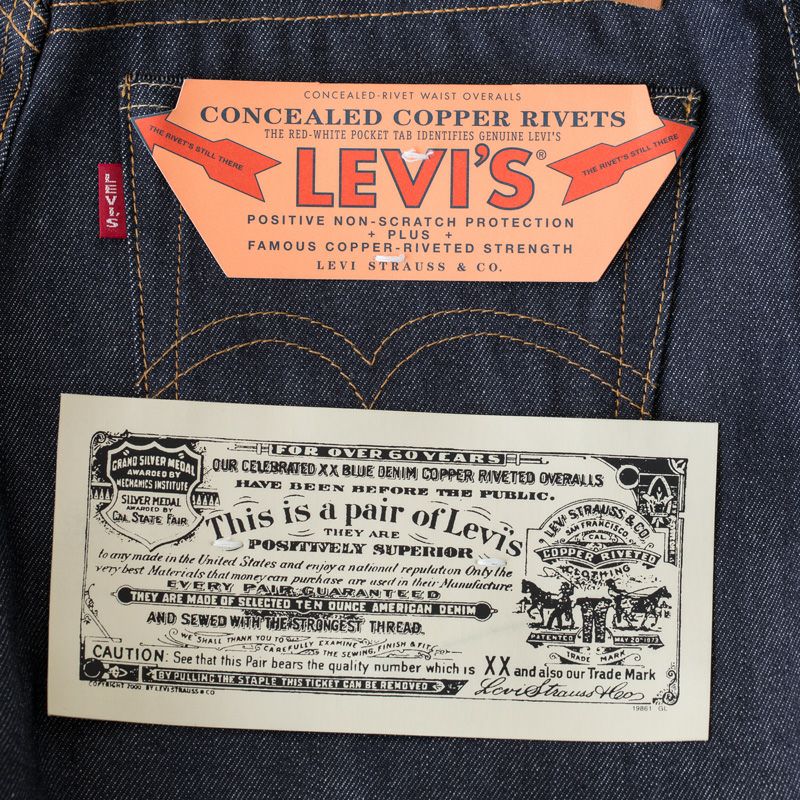 CONCEALED-RIVET WAIST OVERALLS
CONCEALED COPPER RIVETS
THE RED-WHITE POCKET TAB IDENTIFIES GENUINE LEVI'S
THE RIVET'S STILL THERE
LEVI'S®
THE RIVET'S STILL THERE
POSITIVE NON-SCRATCH PROTECTION
+ PLUS +
FAMOUS COPPER-RIVETED STRENGTH
LEVI STRAUSS & CO.
LEVI'S
GRAND SILVER MEDAL
AWARDED BY
MECHANICS INSTITUTE
SILVER MEDAL
AWARDED BY
CAL. STATE FAIR
FOR OVER 60 YEARS
OUR CELEBRATED XX BLUE DENIM COPPER RIVETED OVERALLS
HAVE BEEN BEFORE THE PUBLIC.
This is a pair of Levi's
THEY ARE
POSITIVELY SUPERIOR
to any made in the United States and enjoy a national reputation Only the
very best Materials that money can purchase are used in their Manufacture.
EVERY PAIR GUARANTEED
THEY ARE MADE OF SELECTED TEN OUNCE AMERICAN DENIM
AND SEWED WITH THE STRONGEST THREAD
WE SHALL THANK YOU TO
CAREFULLY EXAMINE
THE SEWING, FINISH & FIT
LEVI STRAUSS & CO.
SAN FRANCISCO,
CAL.
COPPER RIVETED
CLOTHING
PATENTED
MAY 20TH 1873
TRADE MARK
CAUTION: See that this Pair bears the quality number which is XX and also our Trade Mark
BY PULLING THE STAPLE THIS TICKET CAN BE REMOVED
Levi Strauss & Co
COPYRIGHT 2000 BY LEVI STRAUSS & CO
19861 GL